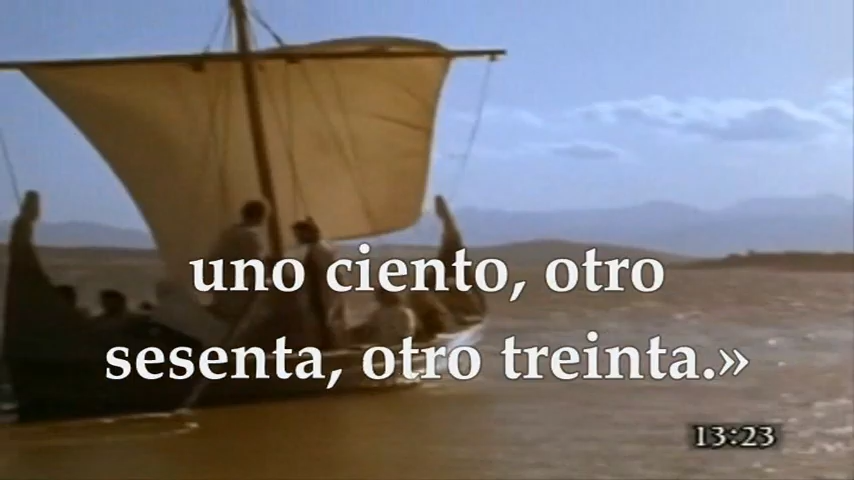 uno ciento, otro
sesenta, otro treinta.»
13:23